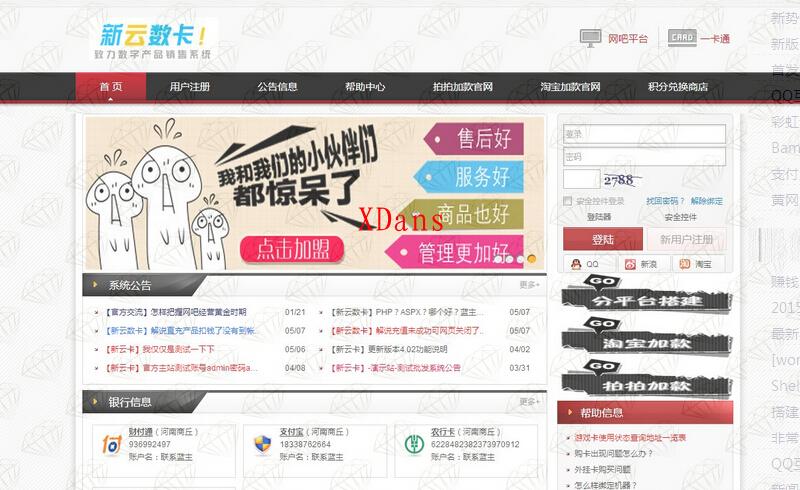 新云数卡！
致力数字产品销售系统
网吧平台
CARD 一卡通
首 页 用户注册 公告信息 帮助中心 拍拍加款官网 淘宝加款官网 积分兑换商店
我和我们的小伙伴们
都惊呆了
点击加盟
售后好
服务好
商品也好
管理更加好
XDans
登录
密码
2788
安全控件登录 找回密码？ 解除绑定
登陆器 安全控件
登陆 新用户注册
QQ 新浪 淘宝
系统公告 更多+
【官方交流】怎样把握网吧经营黄金时期 01/21
【新云数卡】PHP？ASPX？哪个好？蓝主... 05/07
【新云数卡】解说直充产品扣钱了没有到帐.. 05/07
【新云数卡】解说充值未成功可网页关闭了.. 05/07
【新云卡】我仅仅是测试一下下 05/06
【新云卡】更新版本4.02功能说明 04/02
【新云卡】官方主站测试账号admin密码a... 04/08
【新云卡】-演示站-测试批发系统公告 03/31
GO 分平台搭建
GO 淘宝加款
GO 拍拍加款
银行信息 更多+
财付通（河南商丘）
936992497
账户名：联系蓝主
支付宝（河南商丘）
18338762664
账户名：联系蓝主
农行卡（河南商丘）
6228482382373970912
账户名：联系蓝主
帮助信息
游戏卡使用状态查询地址一览表
购卡出现问题怎么办？
外挂卡购买问题
怎么样绑定机器？
新势
新版
首发
QQ互
彩虹
Bam
支付
黄网
赚钱
2015
最新
[wor
Shel
搭建
非常
QQ互